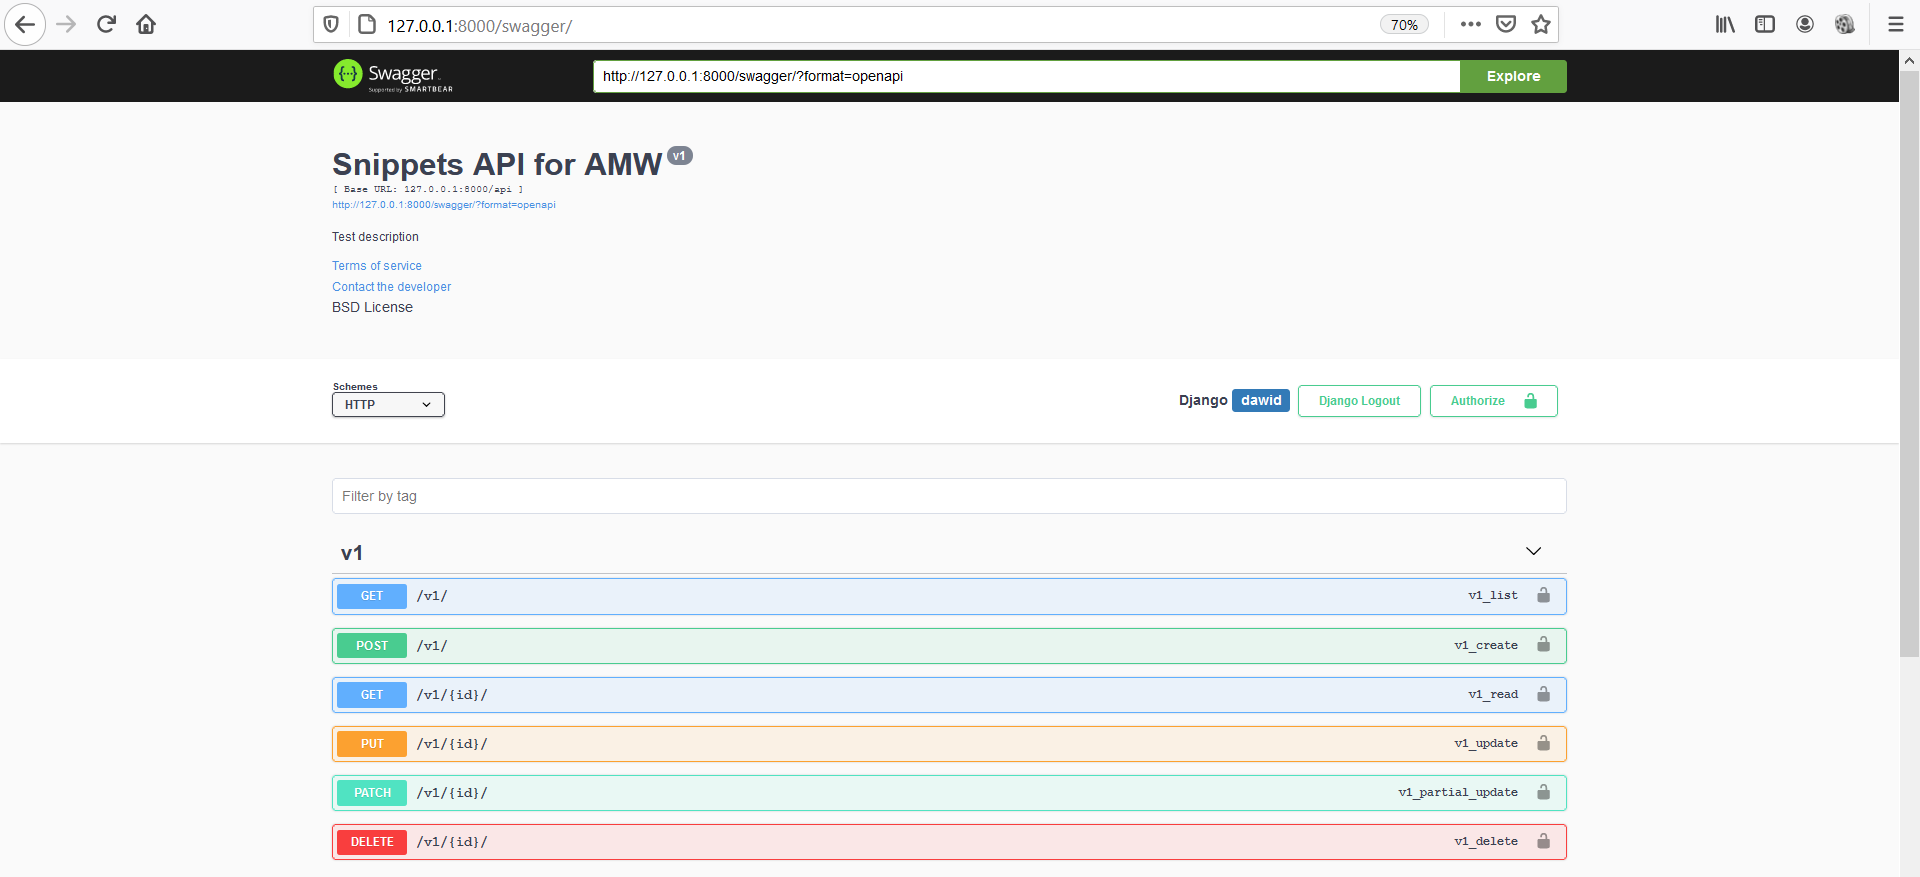 127.0.0.1:8000/swagger/
70%
Swagger
Supported by SMARTBEAR
http://127.0.0.1:8000/swagger/?format=openapi
Explore
Snippets API for AMW v1
[ Base URL: 127.0.0.1:8000/api ]
http://127.0.0.1:8000/swagger/?format=openapi
Test description
Terms of service
Contact the developer
BSD License
Schemes
HTTP
Django dawid
Django Logout
Authorize
Filter by tag
v1
GET /v1/ v1_list
POST /v1/ v1_create
GET /v1/{id}/ v1_read
PUT /v1/{id}/ v1_update
PATCH /v1/{id}/ v1_partial_update
DELETE /v1/{id}/ v1_delete